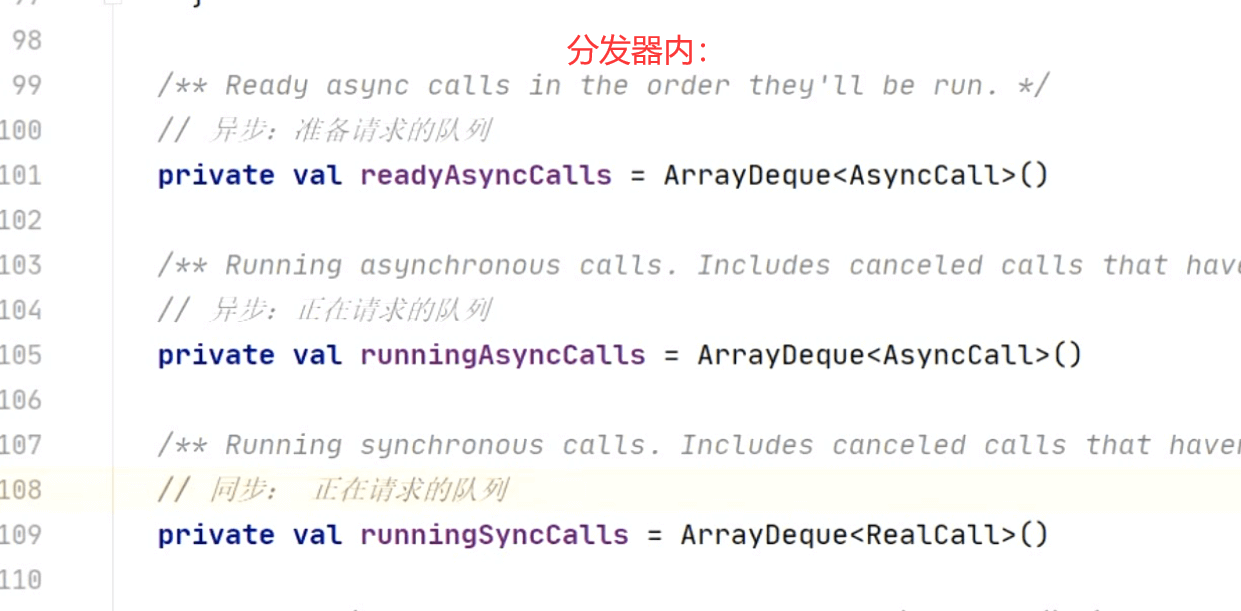 98
分发器内：
99 /** Ready async calls in the order they'll be run. */
100 // 异步：准备请求的队列
101 private val readyAsyncCalls = ArrayDeque<AsyncCall>()
102
103 /** Running asynchronous calls. Includes canceled calls that have
104 // 异步：正在请求的队列
105 private val runningAsyncCalls = ArrayDeque<AsyncCall>()
106
107 /** Running synchronous calls. Includes canceled calls that haven
108 // 同步： 正在请求的队列
109 private val runningSyncCalls = ArrayDeque<RealCall>()
110